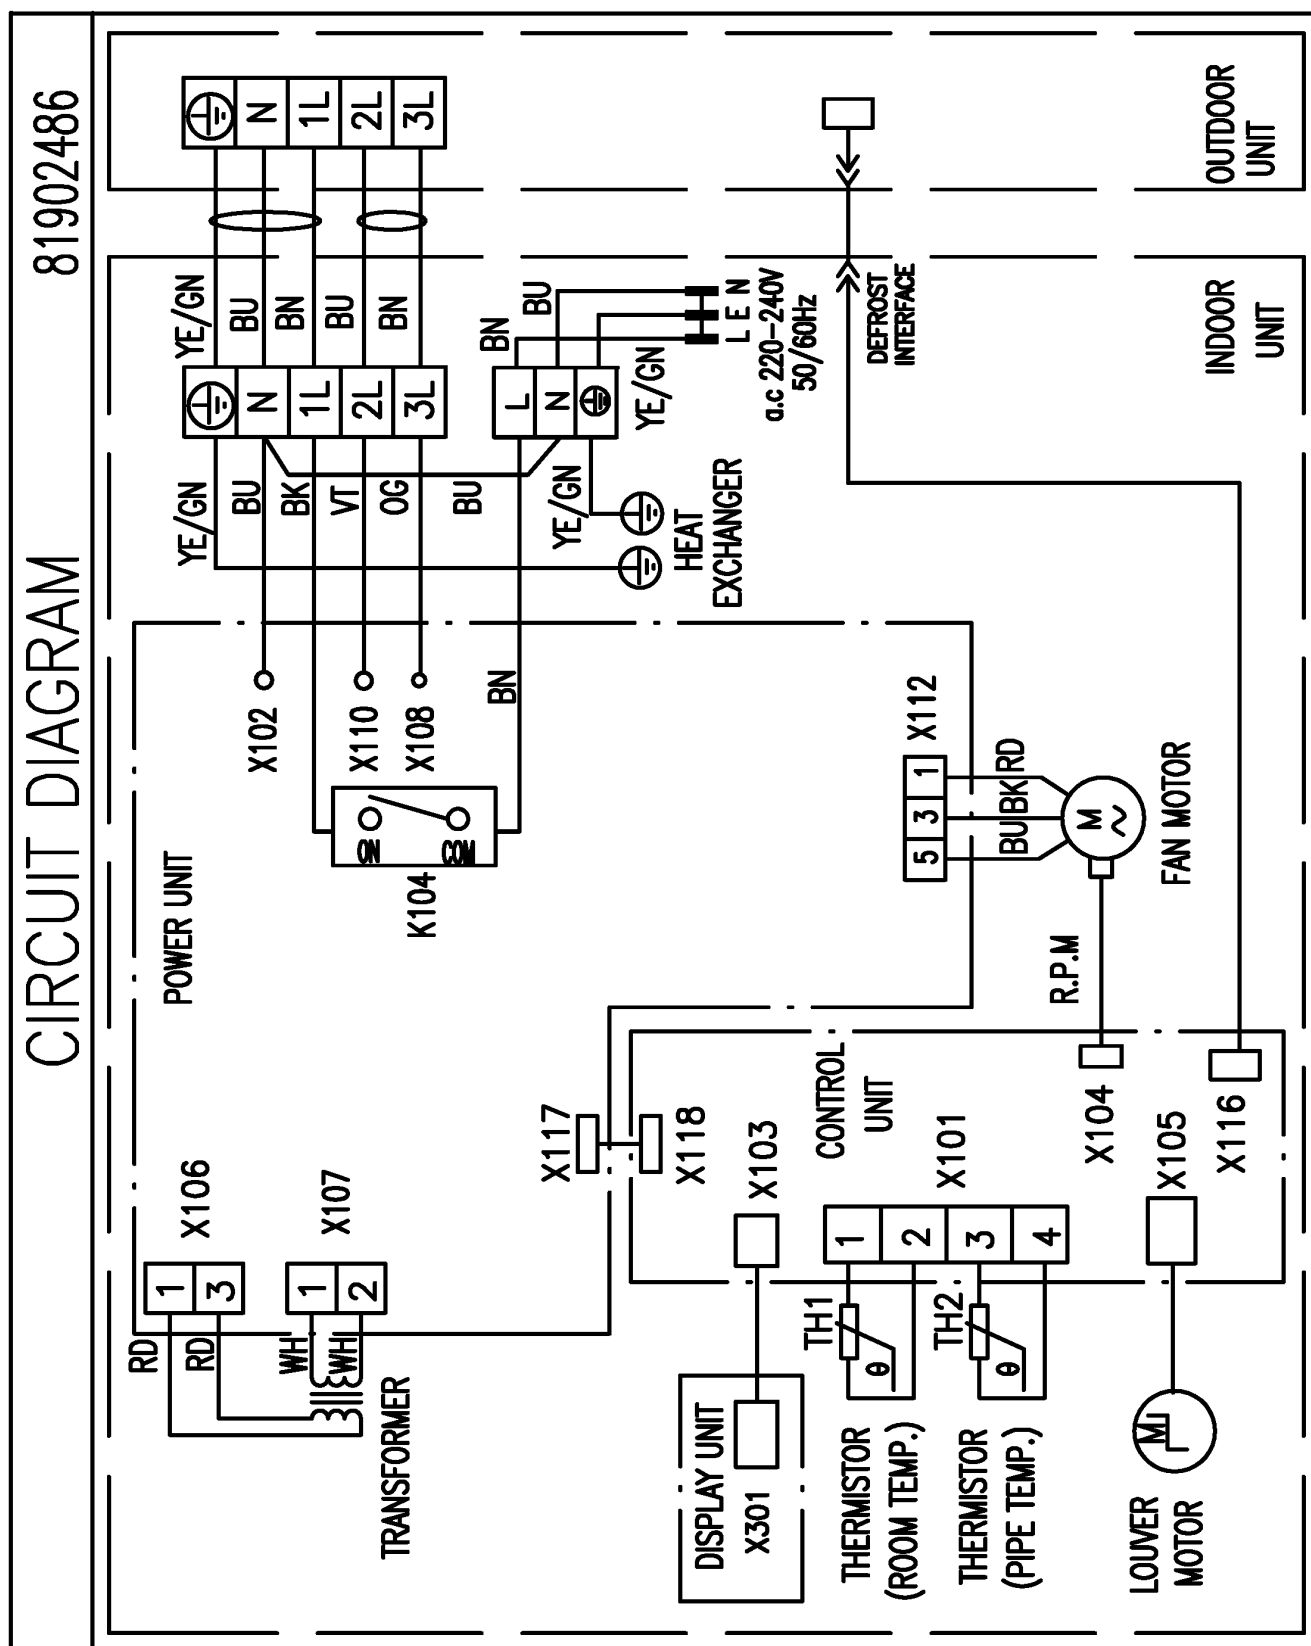 CIRCUIT DIAGRAM
81902486
RD
RD
1
3
X106
WH
WH
1
2
X107
TRANSFORMER
POWER UNIT
X102
X110
X108
K104
ON
COM
BN
YE/GN
BU
BK
VT
OG
BU
N
1L
2L
3L
YE/GN
BU
BN
BU
BN
N
1L
2L
3L
YE/GN
L
N
BN
BU
YE/GN
L E N
a.c 220-240V
50/60Hz
HEAT
EXCHANGER
DEFROST
INTERFACE
OUTDOOR
UNIT
INDOOR
UNIT
X117
X118
X103
DISPLAY UNIT
X301
CONTROL
UNIT
X101
1
2
3
4
TH1
θ
TH2
θ
THERMISTOR
(ROOM TEMP.)
THERMISTOR
(PIPE TEMP.)
X112
5
3
1
BU
BK
RD
M
FAN MOTOR
R.P.M
X104
X105
X116
M
LOUVER
MOTOR